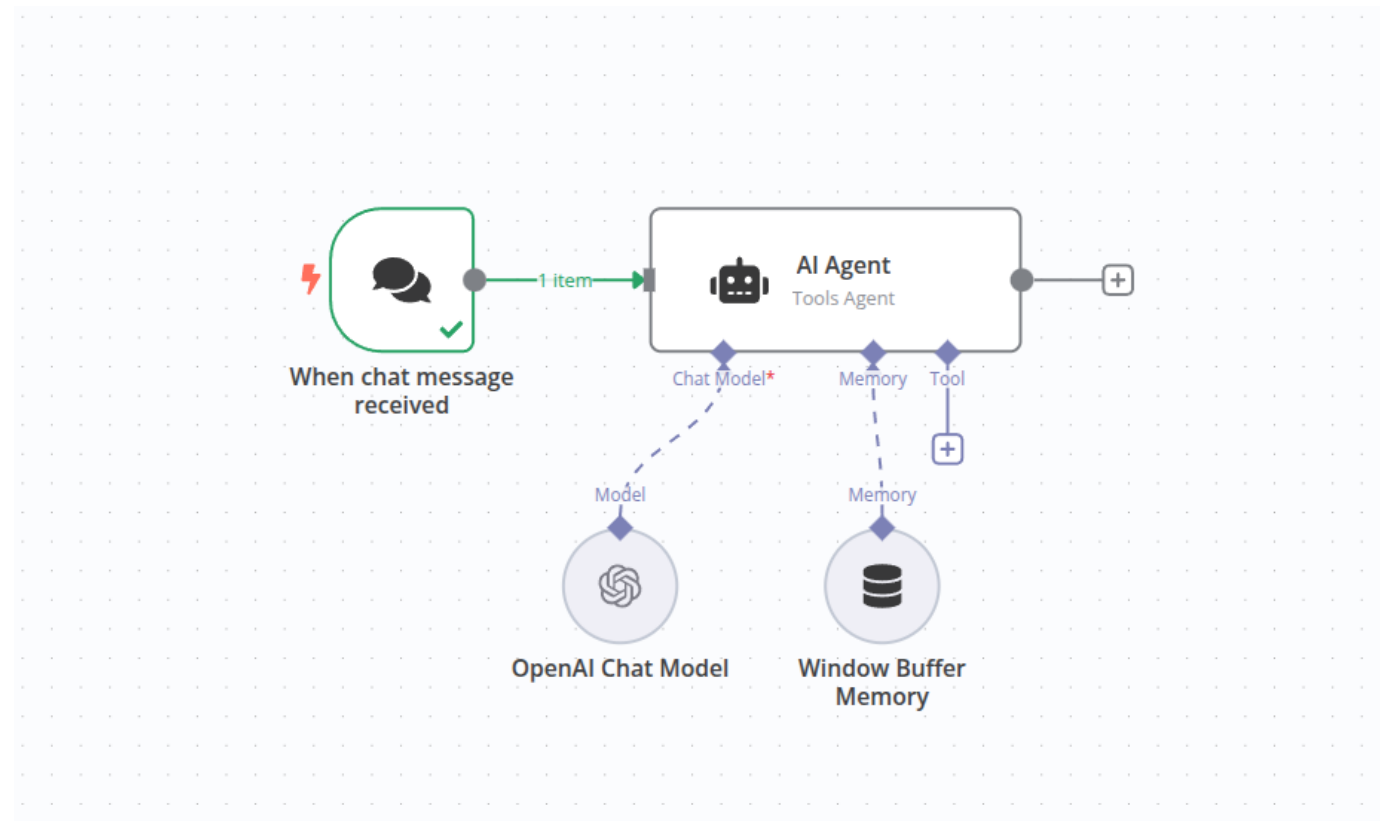 1 item
AI Agent
Tools Agent
When chat message
received
Chat Model*
Memory
Tool
Model
Memory
OpenAI Chat Model
Window Buffer
Memory